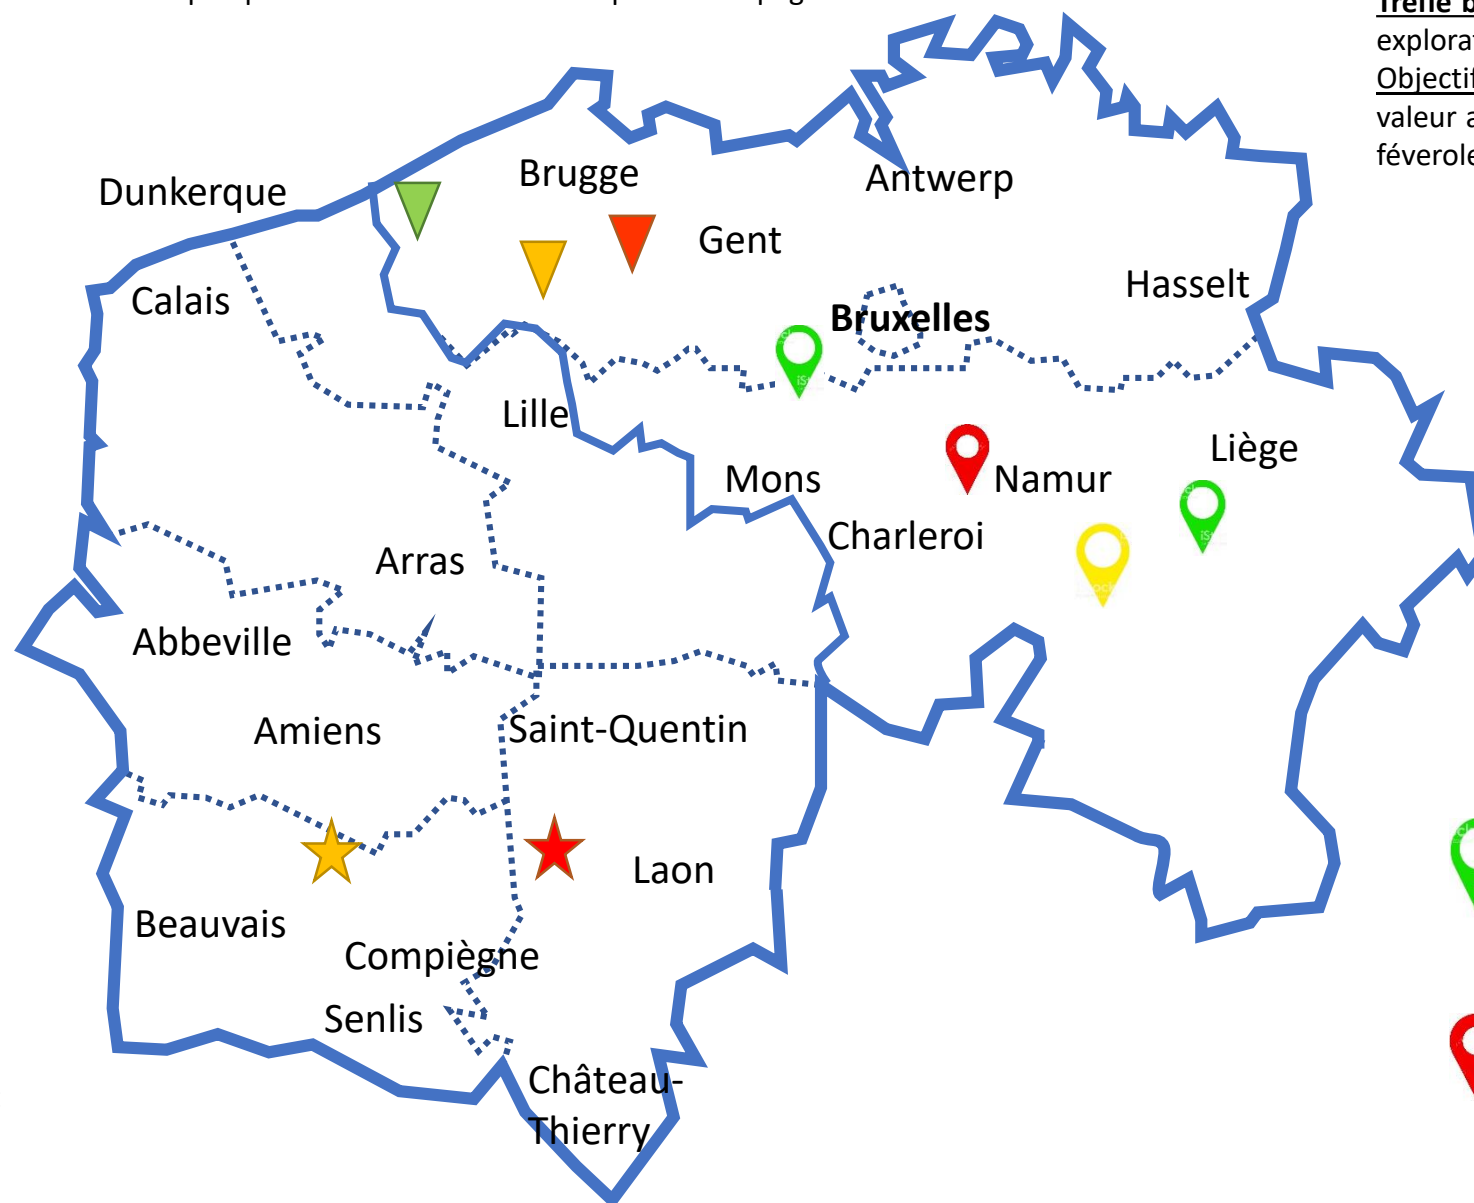 explorat
Objectif
valeur a
féverole
Dunkerque
Brugge
Antwerp
Gent
Calais
Hasselt
Bruxelles
Lille
Liège
Mons
Namur
Charleroi
Arras
Abbeville
Amiens
Saint-Quentin
Laon
Beauvais
Compiègne
Senlis
Château-
Thierry